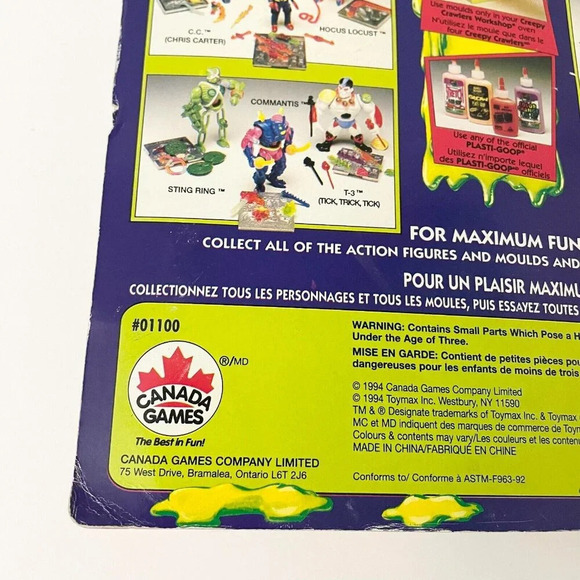 C.C.™
(CHRIS CARTER)
HOCUS LOCUST™
COMMANTIS™
STING RING™
T-3™
(TICK, TRICK, TICK)
Use moulds only in your Creepy
Crawlers Workshop® oven
N'utilisez le moule que dans le
four Creepy Crawlers™
Use any of the official
PLASTI-GOOP®
Utilisez n'importe lequel
des PLASTI-GOOP® officiels
FOR MAXIMUM FUN
COLLECT ALL OF THE ACTION FIGURES AND MOULDS AND
POUR UN PLAISIR MAXIMU
COLLECTIONNEZ TOUS LES PERSONNAGES ET TOUS LES MOULES, PUIS ESSAYEZ TOUTES
#01100
®/MD
CANADA
GAMES
The Best in Fun!
CANADA GAMES COMPANY LIMITED
75 West Drive, Bramalea, Ontario L6T 2J6
WARNING: Contains Small Parts Which Pose a H
Under the Age of Three.
MISE EN GARDE: Contient de petites pièces pou
dangereuses pour les enfants de moins de trois
© 1994 Canada Games Company Limited
© 1994 Toymax Inc. Westbury, NY 11590
TM & ® Designate trademarks of Toymax Inc. & Toymax
MC et MD indiquent des marques de commerce de Toym
Colours & contents may vary/Les couleurs et les conten
MADE IN CHINA/FABRIQUÉ EN CHINE
Conforms to/ Conforme à ASTM-F963-92